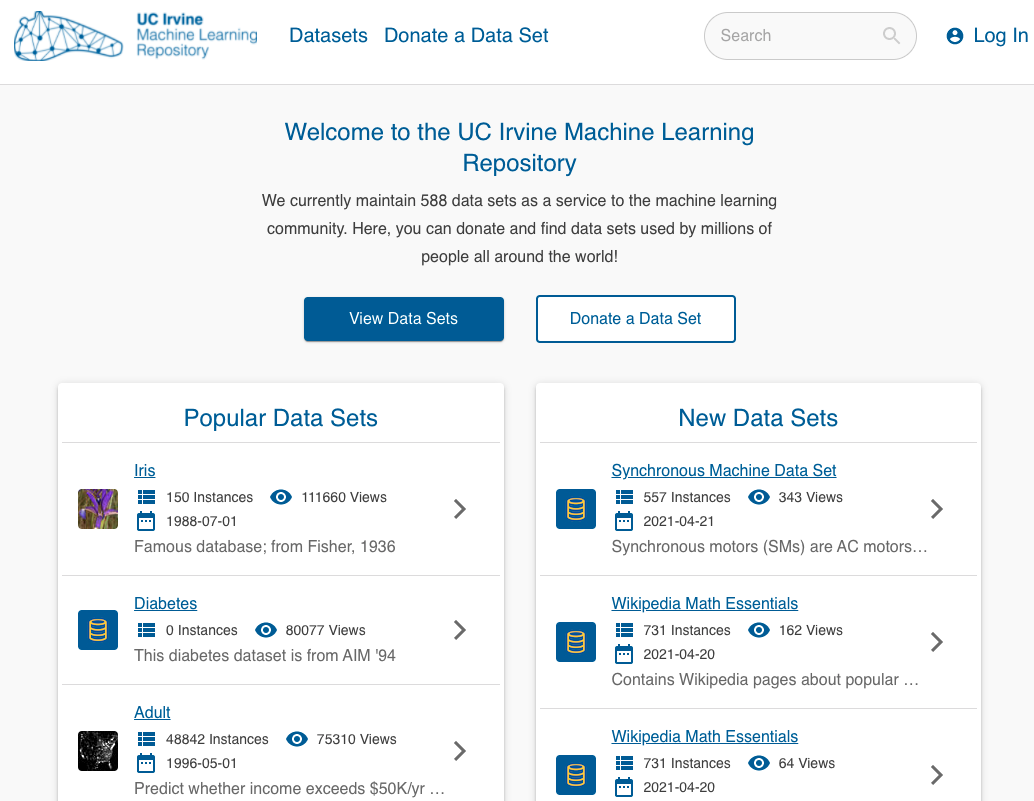 UC Irvine
Machine Learning
Repository
Datasets
Donate a Data Set
Search
Log In
Welcome to the UC Irvine Machine Learning
Repository
We currently maintain 588 data sets as a service to the machine learning
community. Here, you can donate and find data sets used by millions of
people all around the world!
View Data Sets
Donate a Data Set
Popular Data Sets
Iris
150 Instances
111660 Views
1988-07-01
Famous database; from Fisher, 1936
Diabetes
0 Instances
80077 Views
This diabetes dataset is from AIM '94
Adult
48842 Instances
75310 Views
1996-05-01
Predict whether income exceeds $50K/yr …
New Data Sets
Synchronous Machine Data Set
557 Instances
343 Views
2021-04-21
Synchronous motors (SMs) are AC motors…
Wikipedia Math Essentials
731 Instances
162 Views
2021-04-20
Contains Wikipedia pages about popular …
Wikipedia Math Essentials
731 Instances
64 Views
2021-04-20